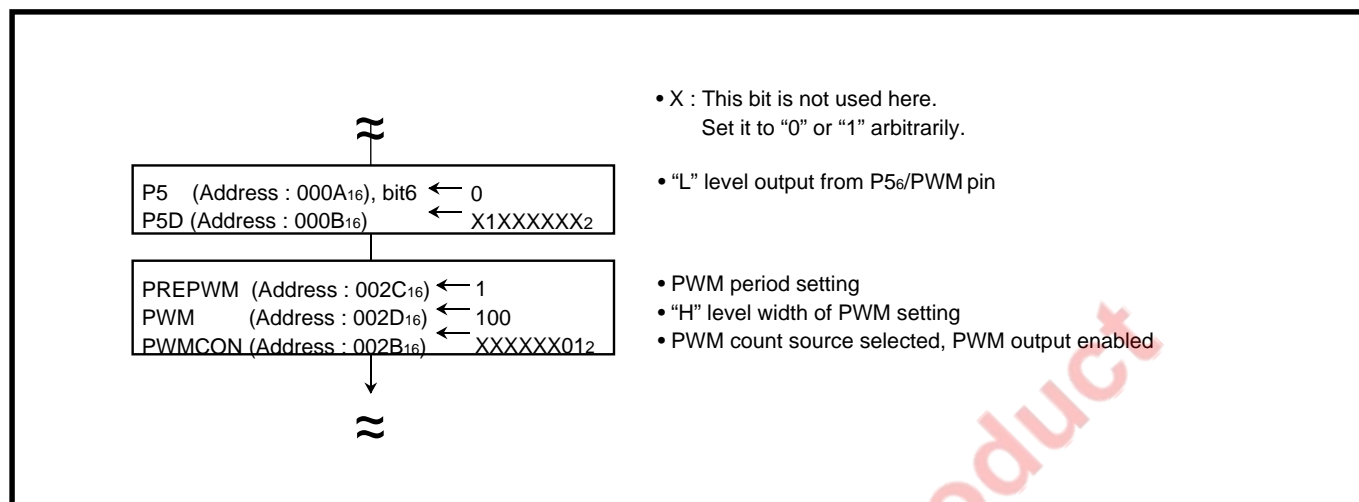 • X : This bit is not used here.
Set it to “0” or “1” arbitrarily.
P5 (Address : 000A16), bit6 ← 0
P5D (Address : 000B16) ← X1XXXXXX2
• “L” level output from P56/PWM pin
PREPWM (Address : 002C16) ← 1
PWM (Address : 002D16) ← 100
PWMCON (Address : 002B16) ← XXXXXX012
• PWM period setting
• “H” level width of PWM setting
• PWM count source selected, PWM output enabled
oduct